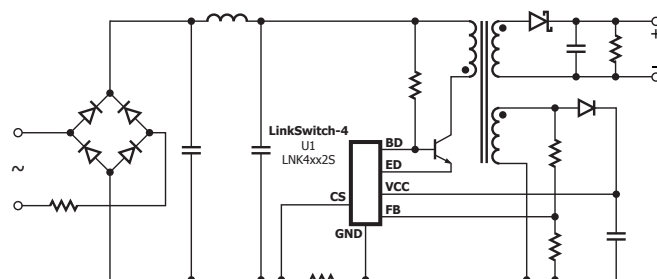 LinkSwitch-4
U1
LNK4xx2S
BD
ED
VCC
CS
FB
GND
+
–
~